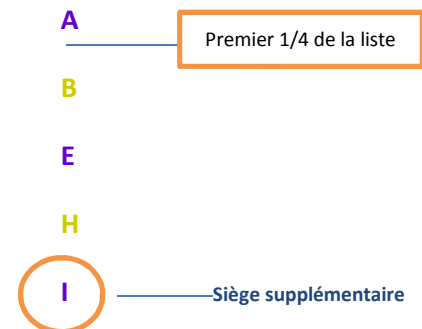 A
Premier 1/4 de la liste
B
E
H
I
Siège supplémentaire